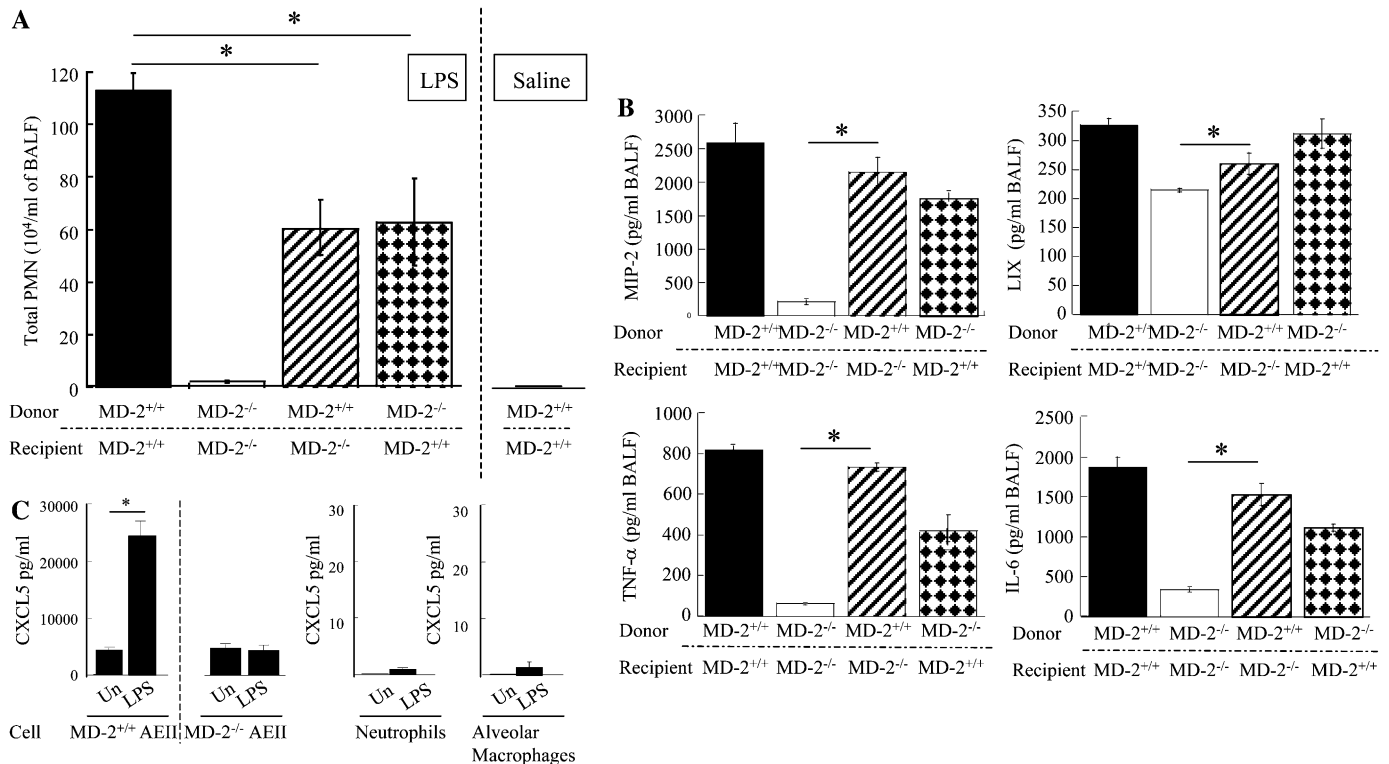 A
*
*
LPS
Saline
Total PMN (10⁴/ml of BALF)
120
100
80
60
40
20
0
Donor MD-2+/+ MD-2-/- MD-2+/+ MD-2-/- MD-2+/+
Recipient MD-2+/+ MD-2-/- MD-2-/- MD-2+/+ MD-2+/+
B
MIP-2 (pg/ml BALF)
3000
2500
2000
1500
1000
500
0
*
Donor MD-2+/+ MD-2-/- MD-2+/+ MD-2-/-
Recipient MD-2+/+ MD-2-/- MD-2-/- MD-2+/+
LIX (pg/ml BALF)
350
300
250
200
150
100
50
0
*
Donor MD-2+/+ MD-2-/- MD-2+/+ MD-2-/-
Recipient MD-2+/+ MD-2-/- MD-2-/- MD-2+/+
TNF-α (pg/ml BALF)
1000
800
600
400
200
0
*
Donor MD-2+/+ MD-2-/- MD-2+/+ MD-2-/-
Recipient MD-2+/+ MD-2-/- MD-2-/- MD-2+/+
IL-6 (pg/ml BALF)
2500
2000
1500
1000
500
0
*
Donor MD-2+/+ MD-2-/- MD-2+/+ MD-2-/-
Recipient MD-2+/+ MD-2-/- MD-2-/- MD-2+/+
C
CXCL5 pg/ml
30000
20000
10000
0
*
Un LPS
Un LPS
CXCL5 pg/ml
30
20
10
0
Un LPS
CXCL5 pg/ml
30
20
10
0
Un LPS
Cell MD-2+/+ AEII MD-2-/- AEII Neutrophils Alveolar
Macrophages